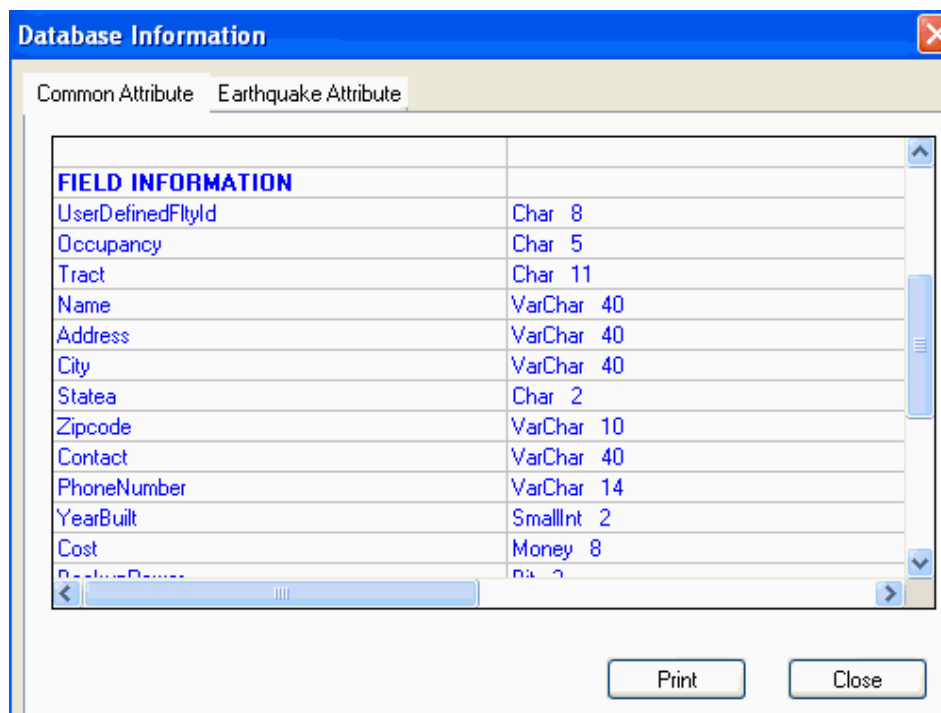 Database Information
Common Attribute Earthquake Attribute
FIELD INFORMATION
UserDefinedFltyId Char 8
Occupancy Char 5
Tract Char 11
Name VarChar 40
Address VarChar 40
City VarChar 40
Statea Char 2
Zipcode VarChar 10
Contact VarChar 40
PhoneNumber VarChar 14
YearBuilt SmallInt 2
Cost Money 8
Print Close